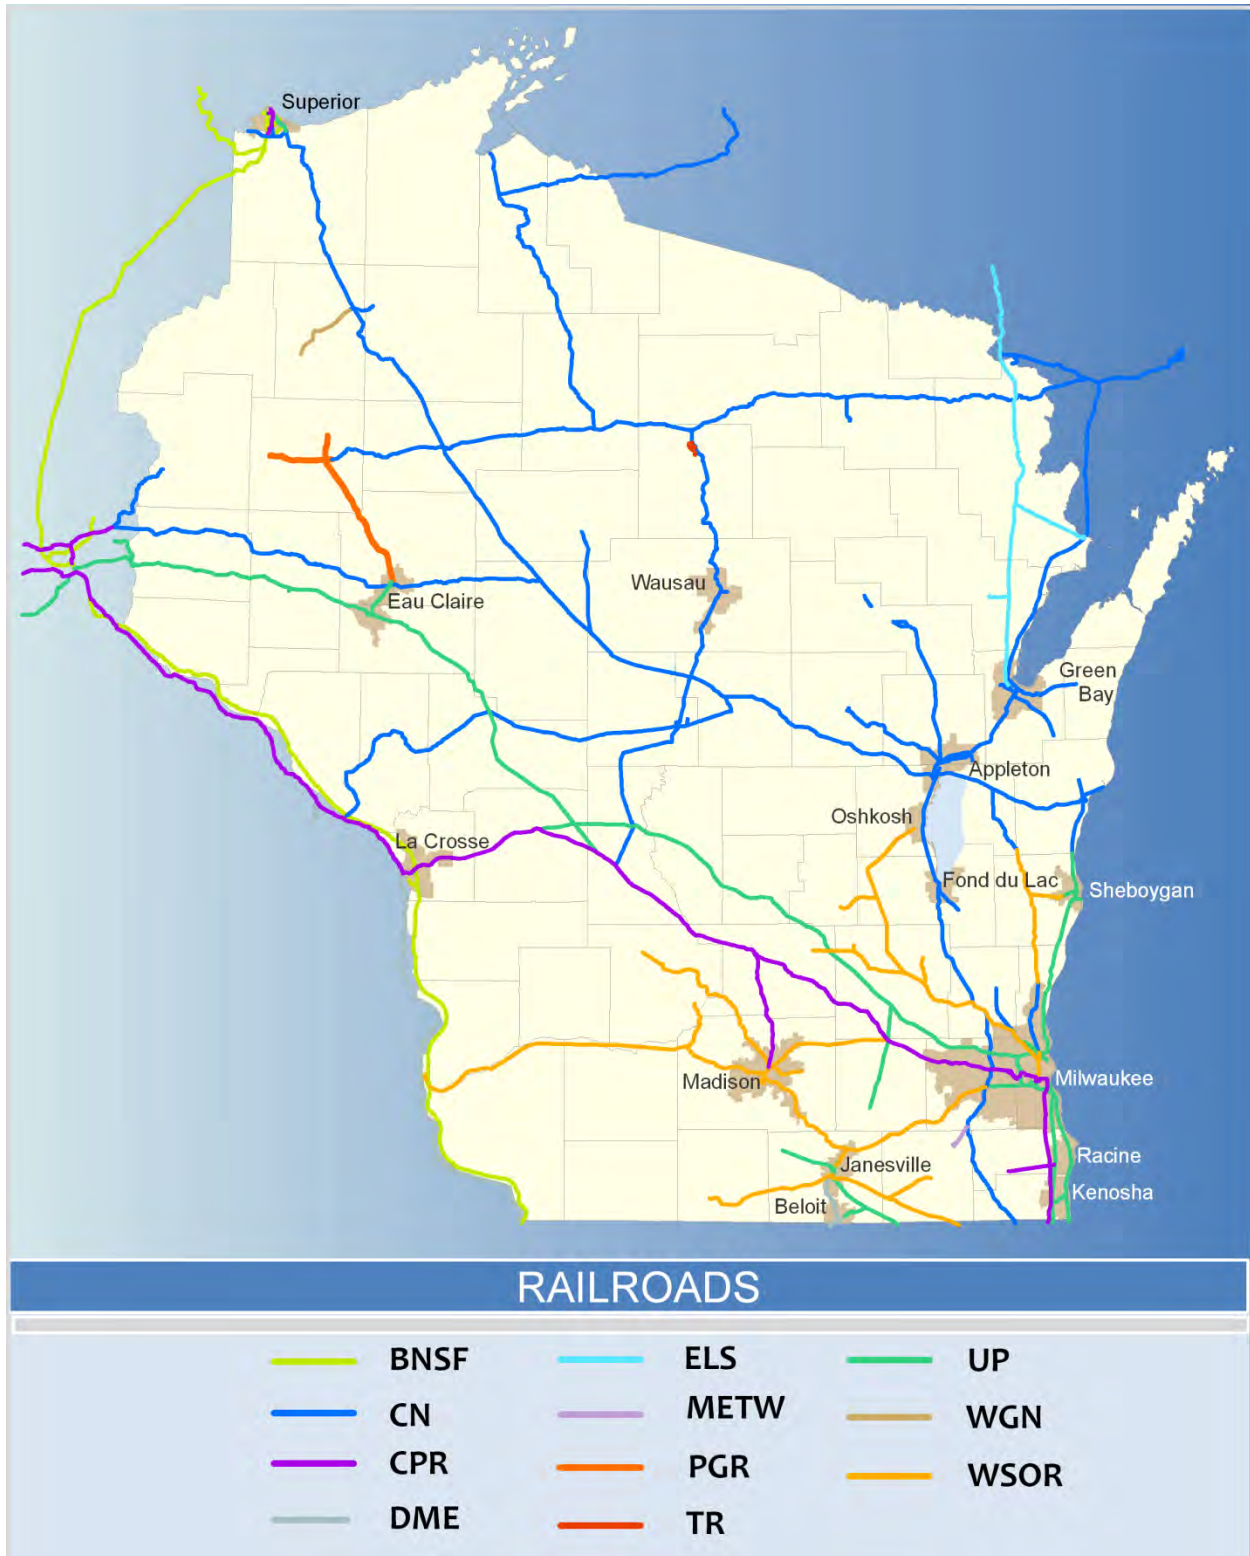 Superior
Wausau
Eau Claire
Green
Bay
Appleton
Oshkosh
La Crosse
Fond du Lac
Sheboygan
Madison
Milwaukee
Janesville
Racine
Beloit
Kenosha
RAILROADS
BNSF
ELS
UP
CN
METW
WGN
CPR
PGR
WSOR
DME
TR